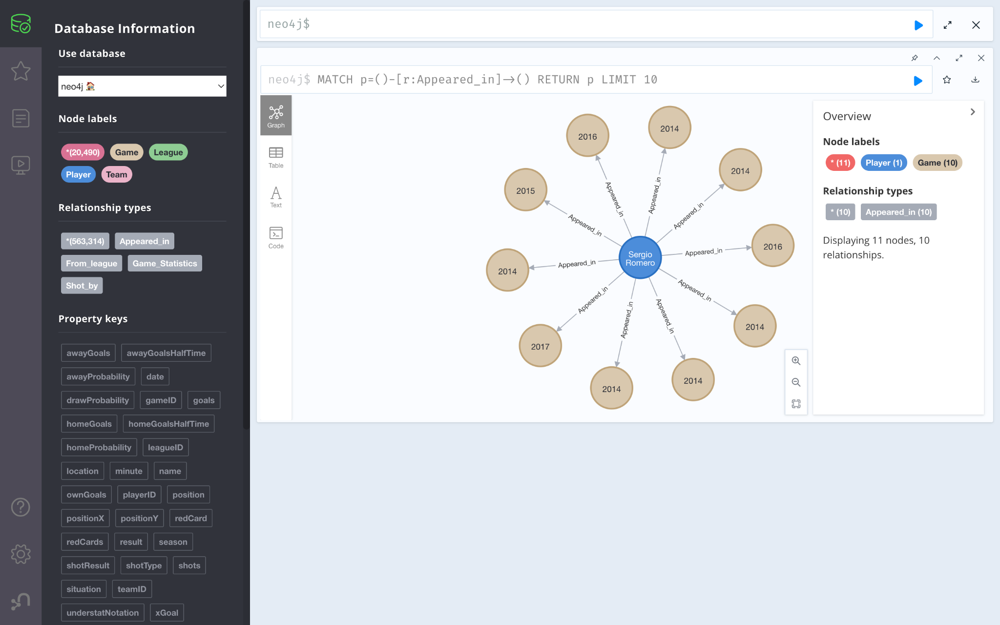 Database Information
Use database
neo4j 🏠
Node labels
*(20,490) Game League
Player Team
Relationship types
*(563,314) Appeared_in
From_league Game_Statistics
Shot_by
Property keys
awayGoals awayGoalsHalfTime
awayProbability date
drawProbability gameID goals
homeGoals homeGoalsHalfTime
homeProbability leagueID
location minute name
ownGoals playerID position
positionX positionY redCard
redCards result season
shotResult shotType shots
situation teamID
understatNotation xGoal
neo4j$
neo4j$ MATCH p=()-[r:Appeared_in]->() RETURN p LIMIT 10
Graph
Table
Text
Code
2016
2014
2014
2015
2016
2014
2014
2017
2014
2014
Sergio
Romero
Appeared_in
Appeared_in
Appeared_in
Appeared_in
Appeared_in
Appeared_in
Appeared_in
Appeared_in
Appeared_in
Appeared_in
Overview
Node labels
* (11) Player (1) Game (10)
Relationship types
* (10) Appeared_in (10)
Displaying 11 nodes, 10
relationships.